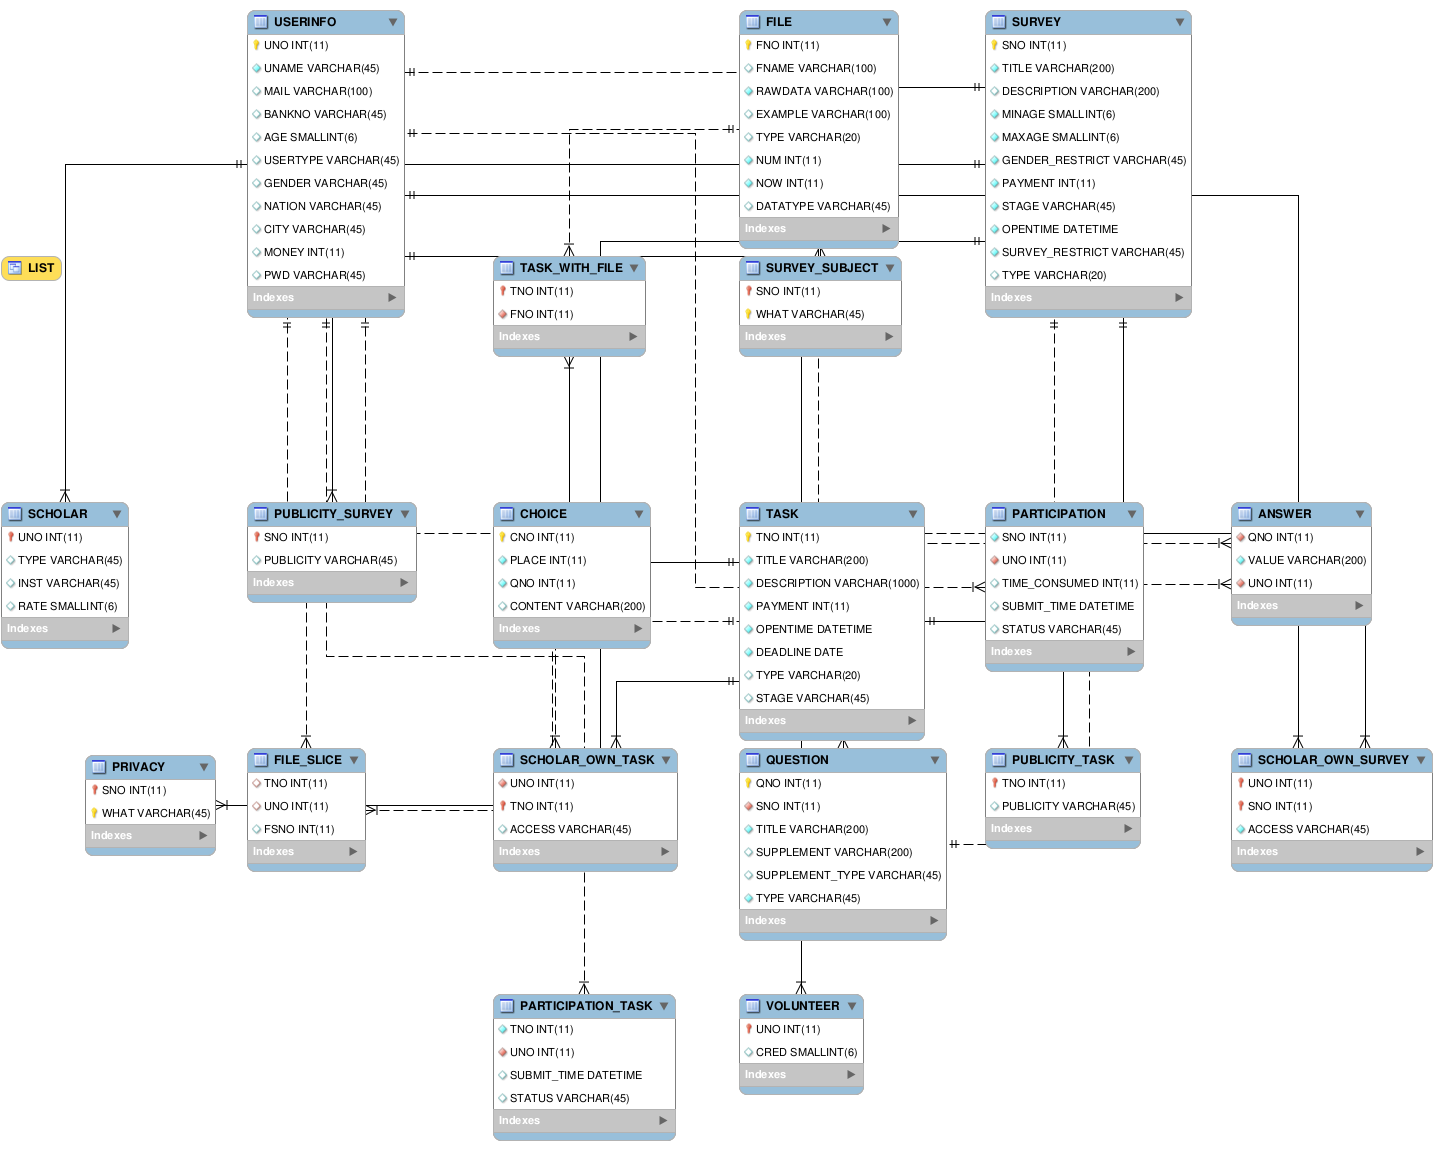 USERINFO
UNO INT(11)
UNAME VARCHAR(45)
MAIL VARCHAR(100)
BANKNO VARCHAR(45)
AGE SMALLINT(6)
USERTYPE VARCHAR(45)
GENDER VARCHAR(45)
NATION VARCHAR(45)
CITY VARCHAR(45)
MONEY INT(11)
PWD VARCHAR(45)
Indexes
FILE
FNO INT(11)
FNAME VARCHAR(100)
RAWDATA VARCHAR(100)
EXAMPLE VARCHAR(100)
TYPE VARCHAR(20)
NUM INT(11)
NOW INT(11)
DATATYPE VARCHAR(45)
Indexes
SURVEY
SNO INT(11)
TITLE VARCHAR(200)
DESCRIPTION VARCHAR(200)
MINAGE SMALLINT(6)
MAXAGE SMALLINT(6)
GENDER_RESTRICT VARCHAR(45)
PAYMENT INT(11)
STAGE VARCHAR(45)
OPENTIME DATETIME
SURVEY_RESTRICT VARCHAR(45)
TYPE VARCHAR(20)
Indexes
LIST
TASK_WITH_FILE
TNO INT(11)
FNO INT(11)
Indexes
SURVEY_SUBJECT
SNO INT(11)
WHAT VARCHAR(45)
Indexes
SCHOLAR
UNO INT(11)
TYPE VARCHAR(45)
INST VARCHAR(45)
RATE SMALLINT(6)
Indexes
PUBLICITY_SURVEY
SNO INT(11)
PUBLICITY VARCHAR(45)
Indexes
CHOICE
CNO INT(11)
PLACE INT(11)
QNO INT(11)
CONTENT VARCHAR(200)
Indexes
TASK
TNO INT(11)
TITLE VARCHAR(200)
DESCRIPTION VARCHAR(1000)
PAYMENT INT(11)
OPENTIME DATETIME
DEADLINE DATE
TYPE VARCHAR(20)
STAGE VARCHAR(45)
Indexes
PARTICIPATION
SNO INT(11)
UNO INT(11)
TIME_CONSUMED INT(11)
SUBMIT_TIME DATETIME
STATUS VARCHAR(45)
Indexes
ANSWER
QNO INT(11)
VALUE VARCHAR(200)
UNO INT(11)
Indexes
PRIVACY
SNO INT(11)
WHAT VARCHAR(45)
Indexes
FILE_SLICE
TNO INT(11)
UNO INT(11)
FSNO INT(11)
Indexes
SCHOLAR_OWN_TASK
UNO INT(11)
TNO INT(11)
ACCESS VARCHAR(45)
Indexes
QUESTION
QNO INT(11)
SNO INT(11)
TITLE VARCHAR(200)
SUPPLEMENT VARCHAR(200)
SUPPLEMENT_TYPE VARCHAR(45)
TYPE VARCHAR(45)
Indexes
PUBLICITY_TASK
TNO INT(11)
PUBLICITY VARCHAR(45)
Indexes
SCHOLAR_OWN_SURVEY
UNO INT(11)
SNO INT(11)
ACCESS VARCHAR(45)
Indexes
PARTICIPATION_TASK
TNO INT(11)
UNO INT(11)
SUBMIT_TIME DATETIME
STATUS VARCHAR(45)
Indexes
VOLUNTEER
UNO INT(11)
CRED SMALLINT(6)
Indexes